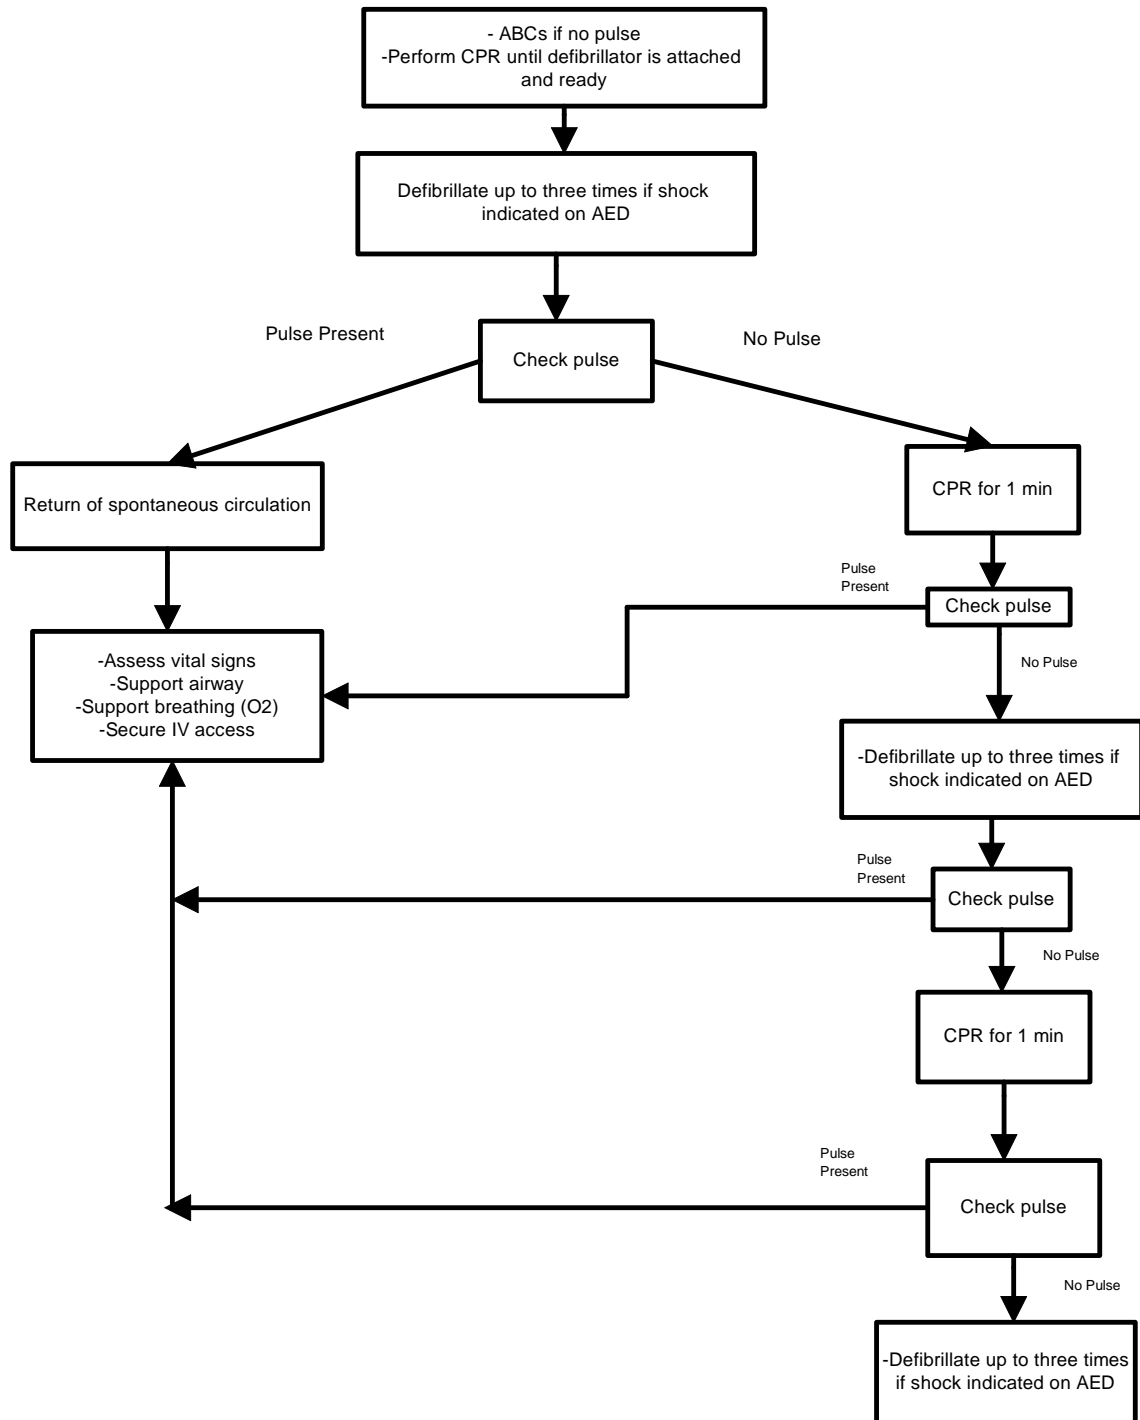 - ABCs if no pulse
-Perform CPR until defibrillator is attached
and ready
Defibrillate up to three times if shock
indicated on AED
Pulse Present
No Pulse
Check pulse
Return of spontaneous circulation
CPR for 1 min
Pulse
Present
Check pulse
-Assess vital signs
-Support airway
-Support breathing (O2)
-Secure IV access
No Pulse
-Defibrillate up to three times if
shock indicated on AED
Pulse
Present
Check pulse
No Pulse
CPR for 1 min
Pulse
Present
Check pulse
No Pulse
-Defibrillate up to three times
if shock indicated on AED